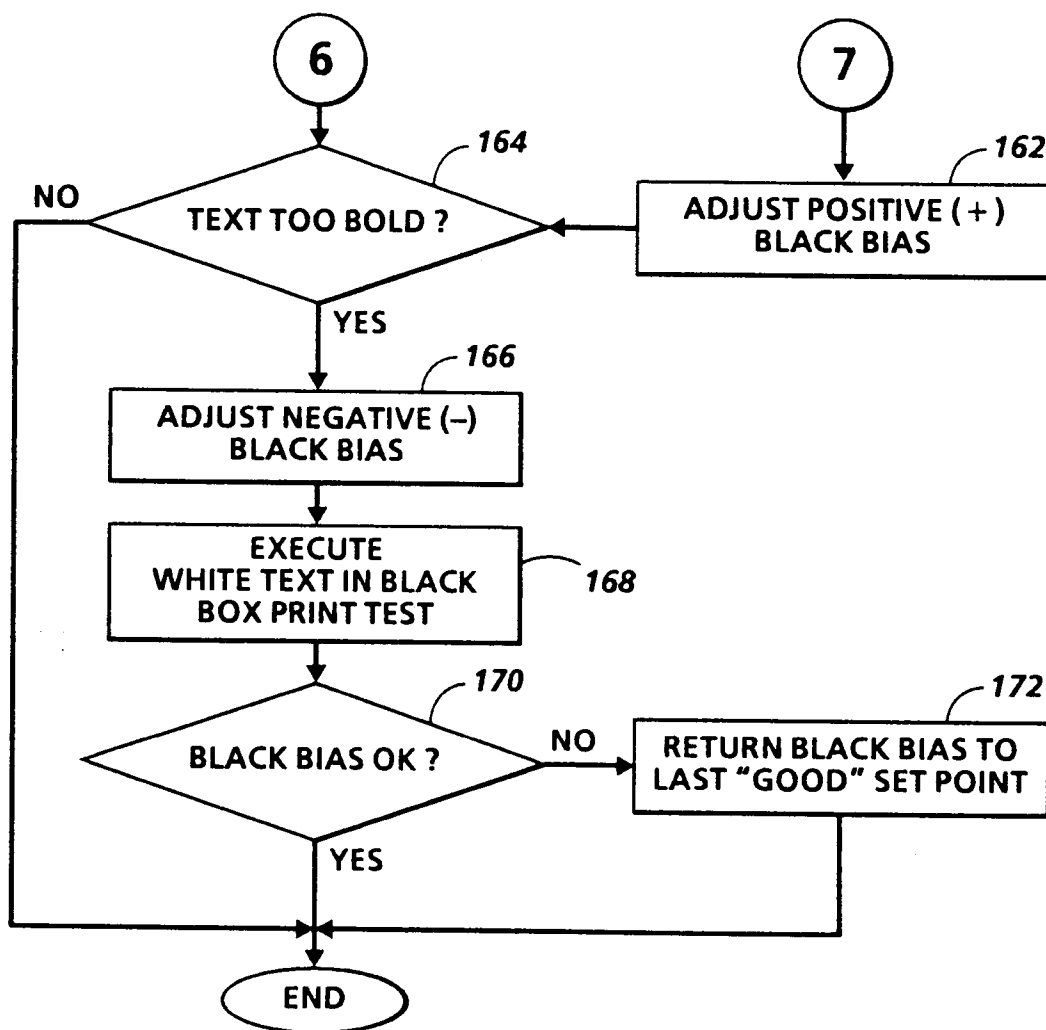 6
7
164
162
NO
TEXT TOO BOLD ?
ADJUST POSITIVE (+)
BLACK BIAS
YES
166
ADJUST NEGATIVE (–)
BLACK BIAS
EXECUTE
WHITE TEXT IN BLACK
BOX PRINT TEST
168
170
172
BLACK BIAS OK ?
NO
RETURN BLACK BIAS TO
LAST “GOOD” SET POINT
YES
END